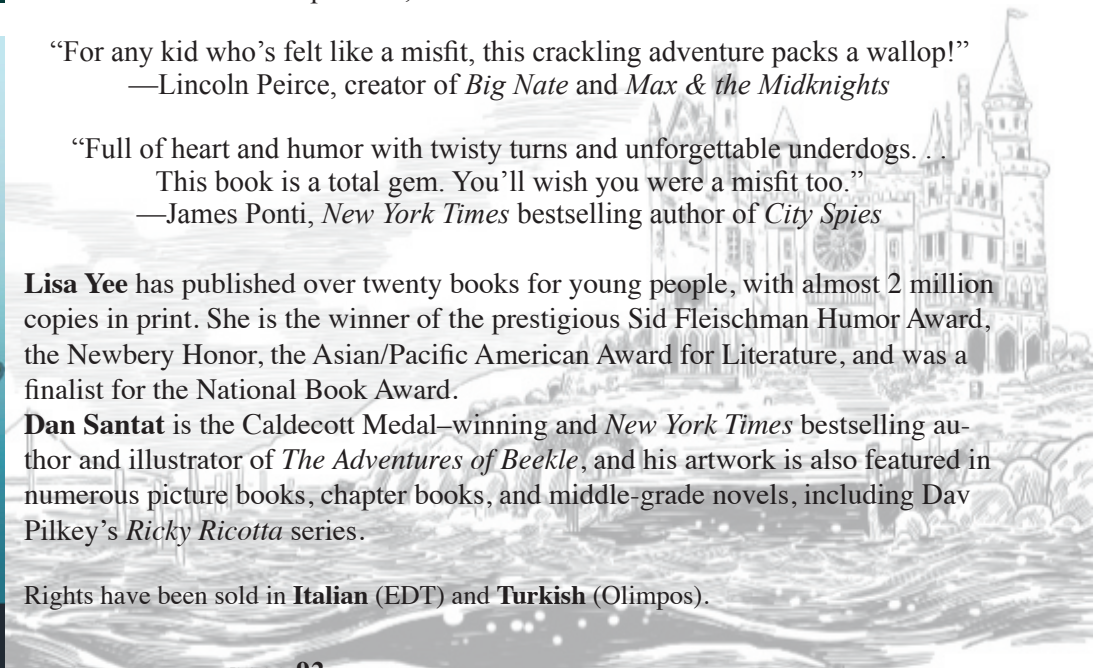 “For any kid who’s felt like a misfit, this crackling adventure packs a wallop!”
—Lincoln Peirce, creator of Big Nate and Max & the Midknights
“Full of heart and humor with twisty turns and unforgettable underdogs. . .
This book is a total gem. You’ll wish you were a misfit too.”
—James Ponti, New York Times bestselling author of City Spies
Lisa Yee has published over twenty books for young people, with almost 2 million
copies in print. She is the winner of the prestigious Sid Fleischman Humor Award,
the Newbery Honor, the Asian/Pacific American Award for Literature, and was a
finalist for the National Book Award.
Dan Santat is the Caldecott Medal–winning and New York Times bestselling au-
thor and illustrator of The Adventures of Beekle, and his artwork is also featured in
numerous picture books, chapter books, and middle-grade novels, including Dav
Pilkey’s Ricky Ricotta series.
Rights have been sold in Italian (EDT) and Turkish (Olimpos).